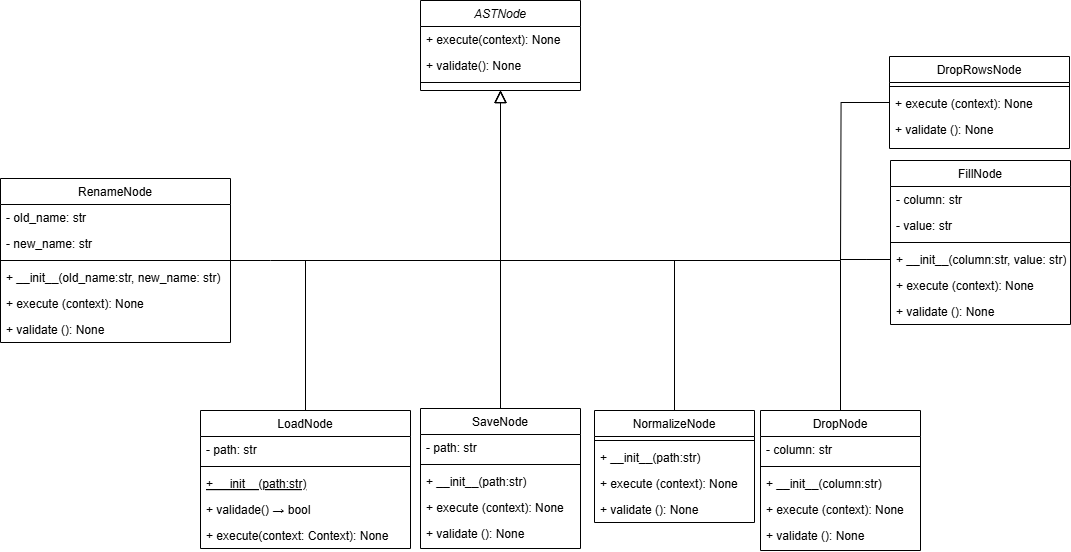 ASTNode
+ execute(context): None
+ validate(): None
DropRowsNode
+ execute (context): None
+ validate (): None
RenameNode
- old_name: str
- new_name: str
+ __init__(old_name:str, new_name: str)
+ execute (context): None
+ validate (): None
FillNode
- column: str
- value: str
+ __init__(column:str, value: str)
+ execute (context): None
+ validate (): None
LoadNode
- path: str
+ __init__(path:str)
+ validade() → bool
+ execute(context: Context): None
SaveNode
- path: str
+ __init__(path:str)
+ execute (context): None
+ validate (): None
NormalizeNode
+ __init__(path:str)
+ execute (context): None
+ validate (): None
DropNode
- column: str
+ __init__(column:str)
+ execute (context): None
+ validate (): None